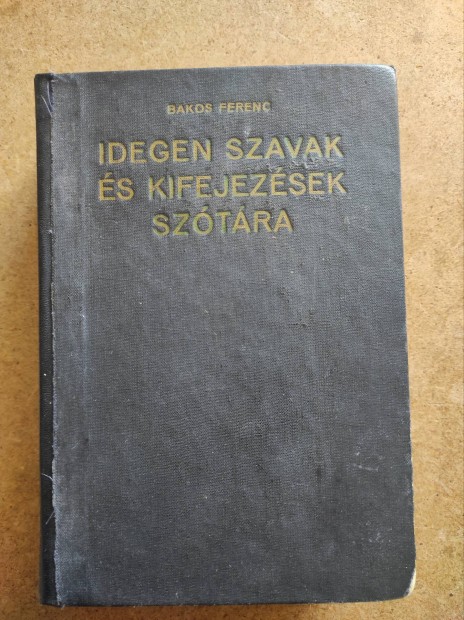 BAKOS FERENC
IDEGEN SZAVAK
ÉS KIFEJEZÉSEK
SZÓTÁRA